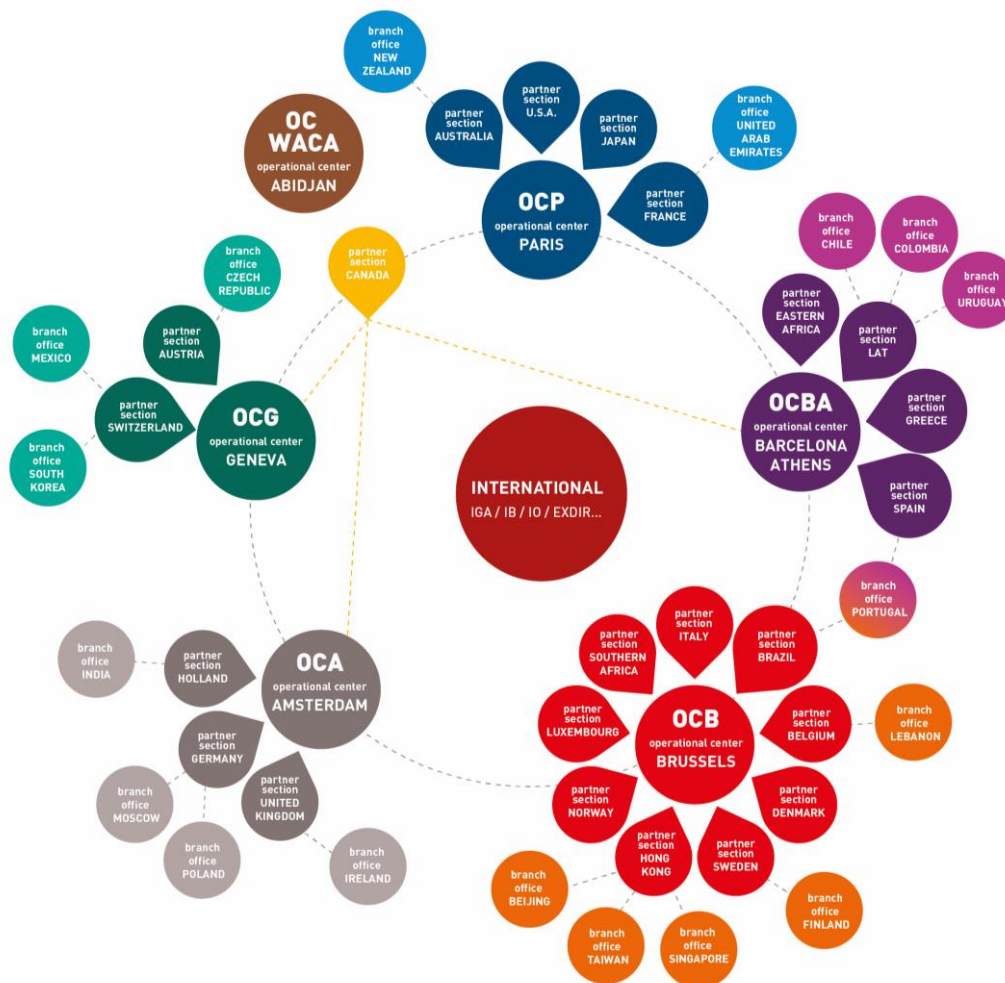 branch
office
NEW
ZEALAND
partner
section
AUSTRALIA
partner
section
U.S.A.
partner
section
JAPAN
partner
section
FRANCE
branch
office
UNITED
ARAB
EMIRATES
OCP
operational center
PARIS
OC
WACA
operational center
ABIDJAN
partner
section
CANADA
branch
office
CZECH
REPUBLIC
partner
section
AUSTRIA
branch
office
MEXICO
partner
section
SWITZERLAND
branch
office
SOUTH
KOREA
OCG
operational center
GENEVA
branch
office
CHILE
branch
office
COLOMBIA
branch
office
URUGUAY
partner
section
EASTERN
AFRICA
partner
section
LAT
partner
section
GREECE
partner
section
SPAIN
OCBA
operational center
BARCELONA
ATHENS
branch
office
PORTUGAL
INTERNATIONAL
IGA / IB / IO / EXDIR...
OCA
operational center
AMSTERDAM
branch
office
INDIA
partner
section
HOLLAND
partner
section
GERMANY
partner
section
UNITED
KINGDOM
branch
office
MOSCOW
branch
office
POLAND
branch
office
IRELAND
OCB
operational center
BRUSSELS
partner
section
ITALY
partner
section
SOUTHERN
AFRICA
partner
section
BRAZIL
partner
section
LUXEMBOURG
partner
section
BELGIUM
branch
office
LEBANON
partner
section
NORWAY
partner
section
DENMARK
partner
section
HONG
KONG
partner
section
SWEDEN
branch
office
BEIJING
branch
office
TAIWAN
branch
office
SINGAPORE
branch
office
FINLAND